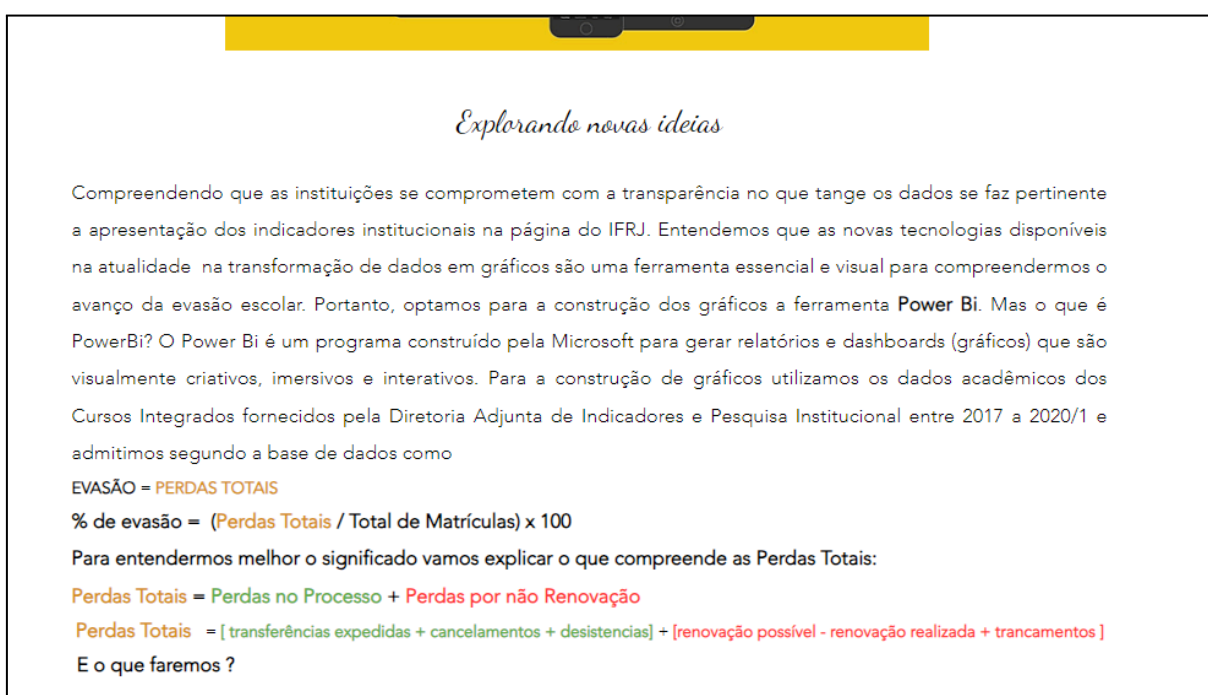 Explorando novas ideias
Compreendendo que as instituições se comprometem com a transparência no que tange os dados se faz pertinente
a apresentação dos indicadores institucionais na página do IFRJ. Entendemos que as novas tecnologias disponíveis
na atualidade na transformação de dados em gráficos são uma ferramenta essencial e visual para compreendermos o
avanço da evasão escolar. Portanto, optamos para a construção dos gráficos a ferramenta Power Bi. Mas o que é
PowerBi? O Power Bi é um programa construído pela Microsoft para gerar relatórios e dashboards (gráficos) que são
visualmente criativos, imersivos e interativos. Para a construção de gráficos utilizamos os dados acadêmicos dos
Cursos Integrados fornecidos pela Diretoria Adjunta de Indicadores e Pesquisa Institucional entre 2017 a 2020/1 e
admitimos segundo a base de dados como
EVASÃO = PERDAS TOTAIS
% de evasão = (Perdas Totais / Total de Matrículas) x 100
Para entendermos melhor o significado vamos explicar o que compreende as Perdas Totais:
Perdas Totais = Perdas no Processo + Perdas por não Renovação
Perdas Totais = [ transferências expedidas + cancelamentos + desistencias] + [renovação possível - renovação realizada + trancamentos ]
E o que faremos ?